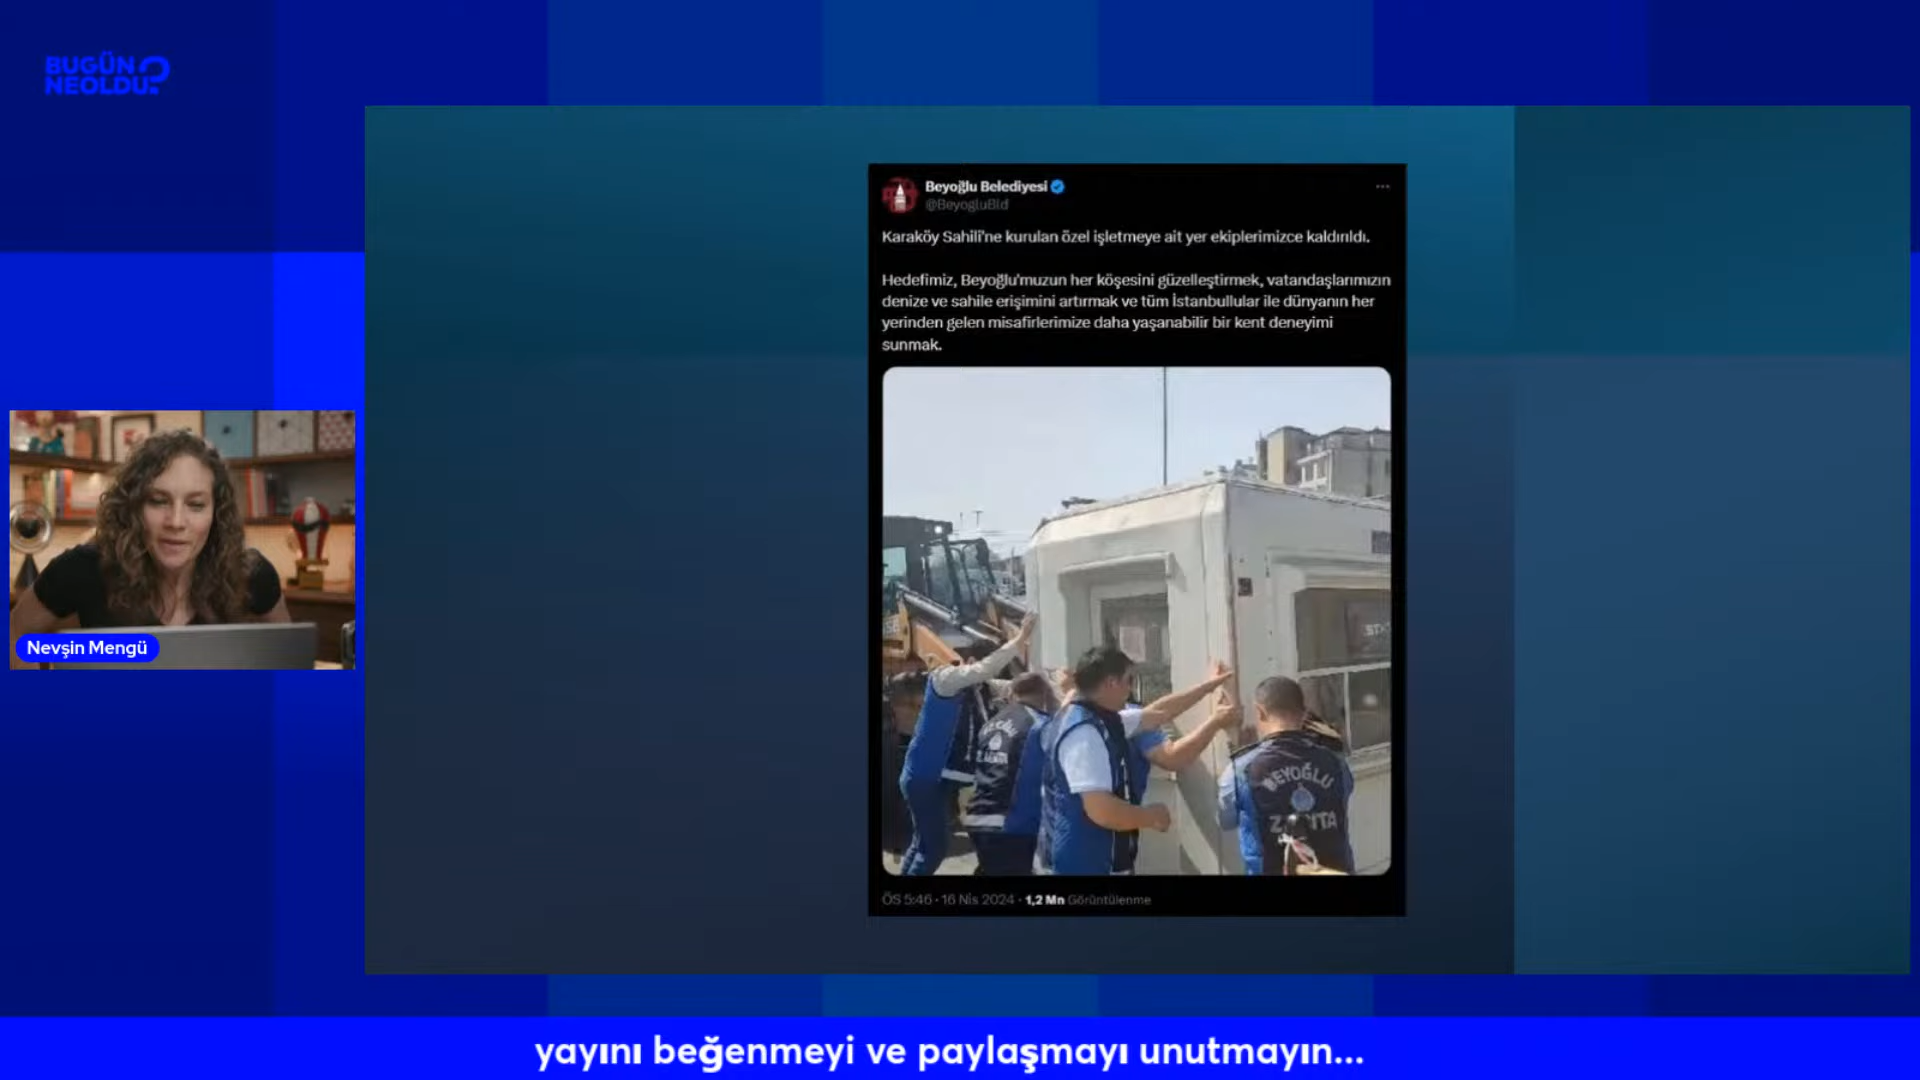 BUGÜN
NEOLDU?
Beyoğlu Belediyesi
@BeyogluBld
Karaköy Sahili'ne kurulan özel işletmeye ait yer ekiplerimizce kaldırıldı.
Hedefimiz, Beyoğlu'muzun her köşesini güzelleştirmek, vatandaşlarımızın
denize ve sahile erişimini artırmak ve tüm İstanbullular ile dünyanın her
yerinden gelen misafirlerimize daha yaşanabilir bir kent deneyimi
sunmak.
BEYOĞLU
ÖS 5:46 · 16 Nis 2024 · 1,2 Mn Görüntülenme
Nevşin Mengü
yayını beğenmeyi ve paylaşmayı unutmayın...